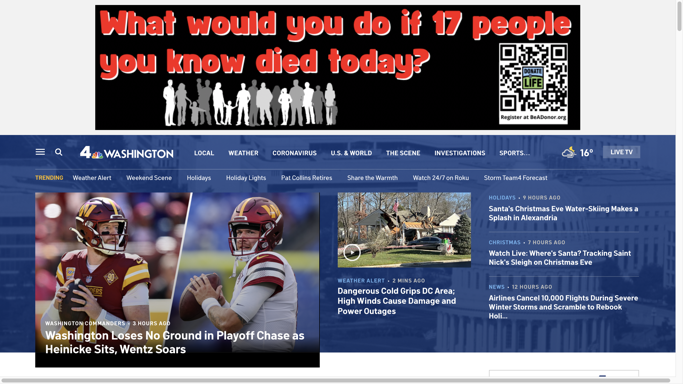 What would you do if 17 people
you know died today?
DONATE LIFE
Register at BeADonor.org
4 WASHINGTON
LOCAL WEATHER CORONAVIRUS U.S. & WORLD THE SCENE INVESTIGATIONS SPORTS...
16°
LIVE TV
TRENDING Weather Alert Weekend Scene Holidays Holiday Lights Pat Collins Retires Share the Warmth Watch 24/7 on Roku Storm Team4 Forecast
WASHINGTON COMMANDERS • 3 HOURS AGO
Washington Loses No Ground in Playoff Chase as
Heinicke Sits, Wentz Soars
WEATHER ALERT • 2 MINS AGO
Dangerous Cold Grips DC Area;
High Winds Cause Damage and
Power Outages
HOLIDAYS • 9 HOURS AGO
Santa's Christmas Eve Water-Skiing Makes a
Splash in Alexandria
CHRISTMAS • 7 HOURS AGO
Watch Live: Where's Santa? Tracking Saint
Nick's Sleigh on Christmas Eve
NEWS • 12 HOURS AGO
Airlines Cancel 10,000 Flights During Severe
Winter Storms and Scramble to Rebook
Holi...